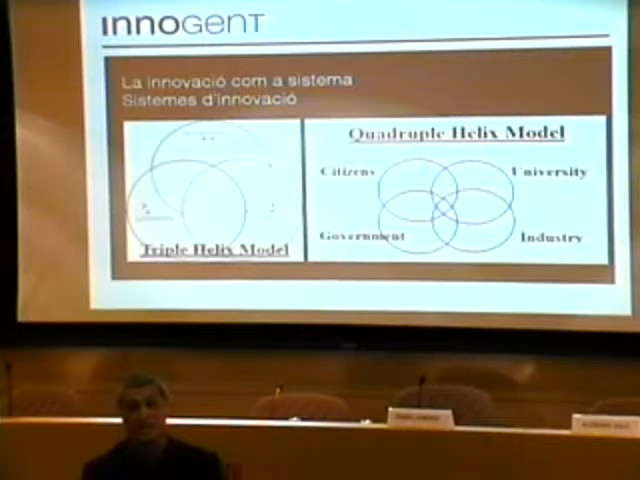 innogent
La innovació com a sistema
Sistemes d'innovació
Triple Helix Model
Quadruple Helix Model
Citizens
University
Government
Industry